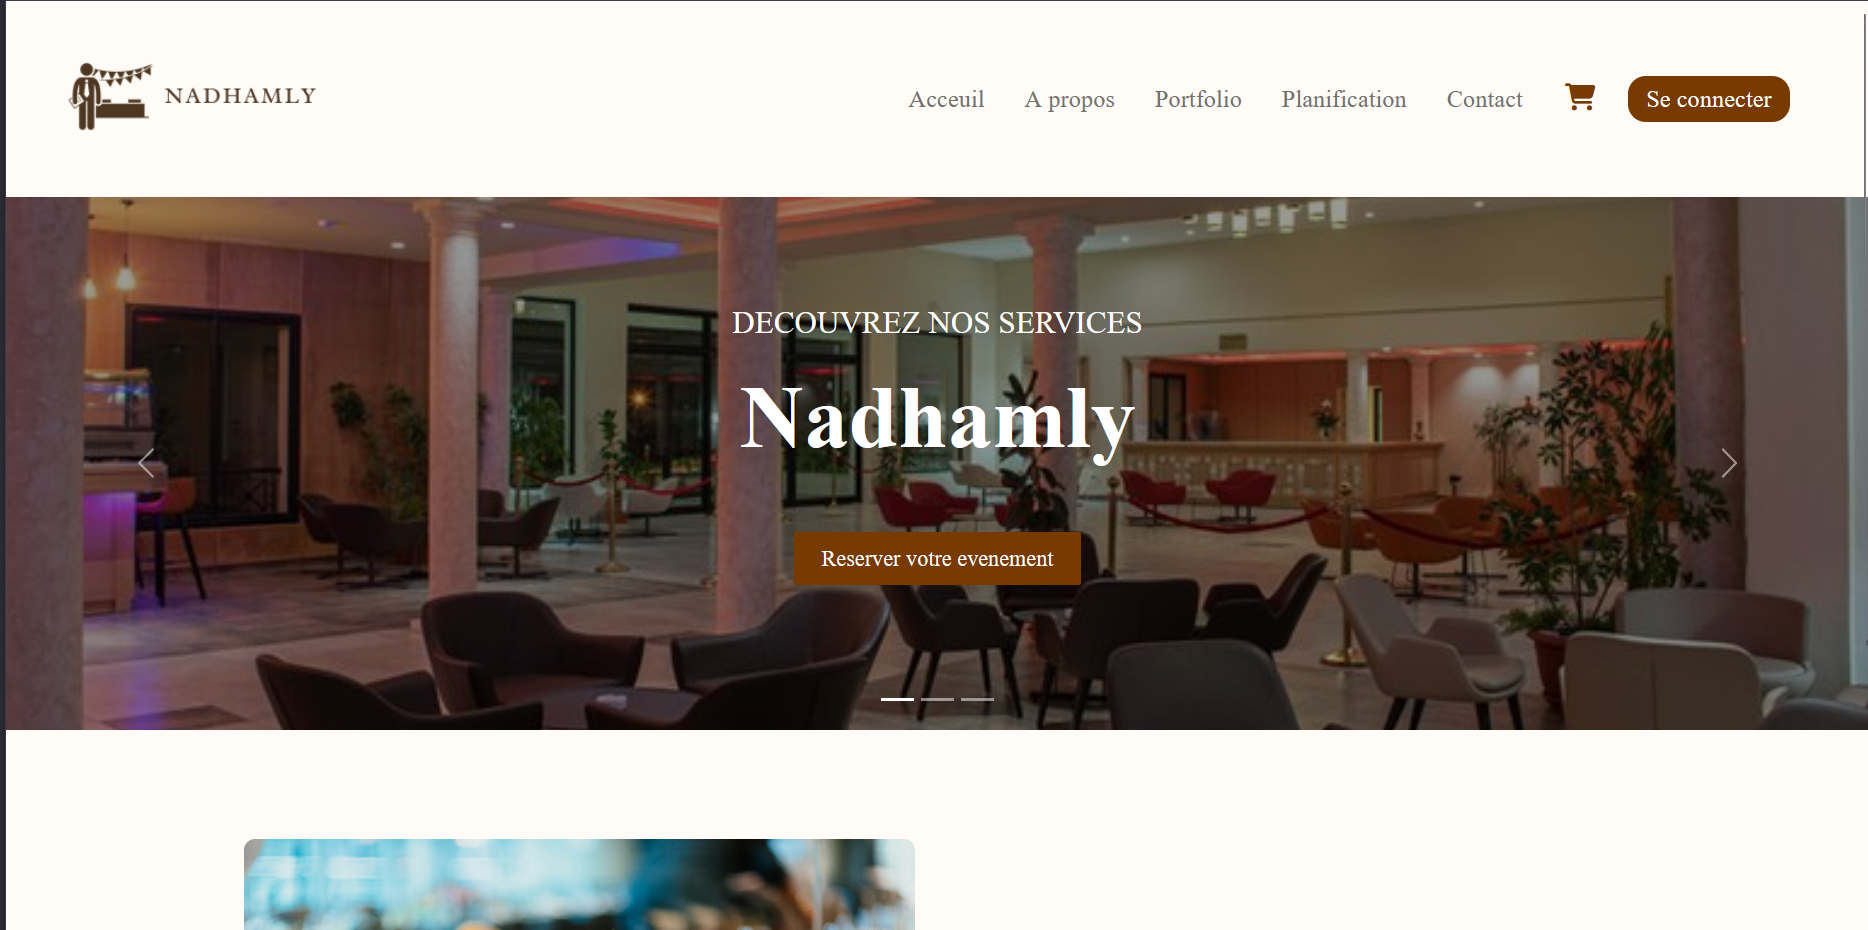 NADHAMLY
Acceuil A propos Portfolio Planification Contact Se connecter
DECOUVREZ NOS SERVICES
Nadhamly
Reserver votre evenement